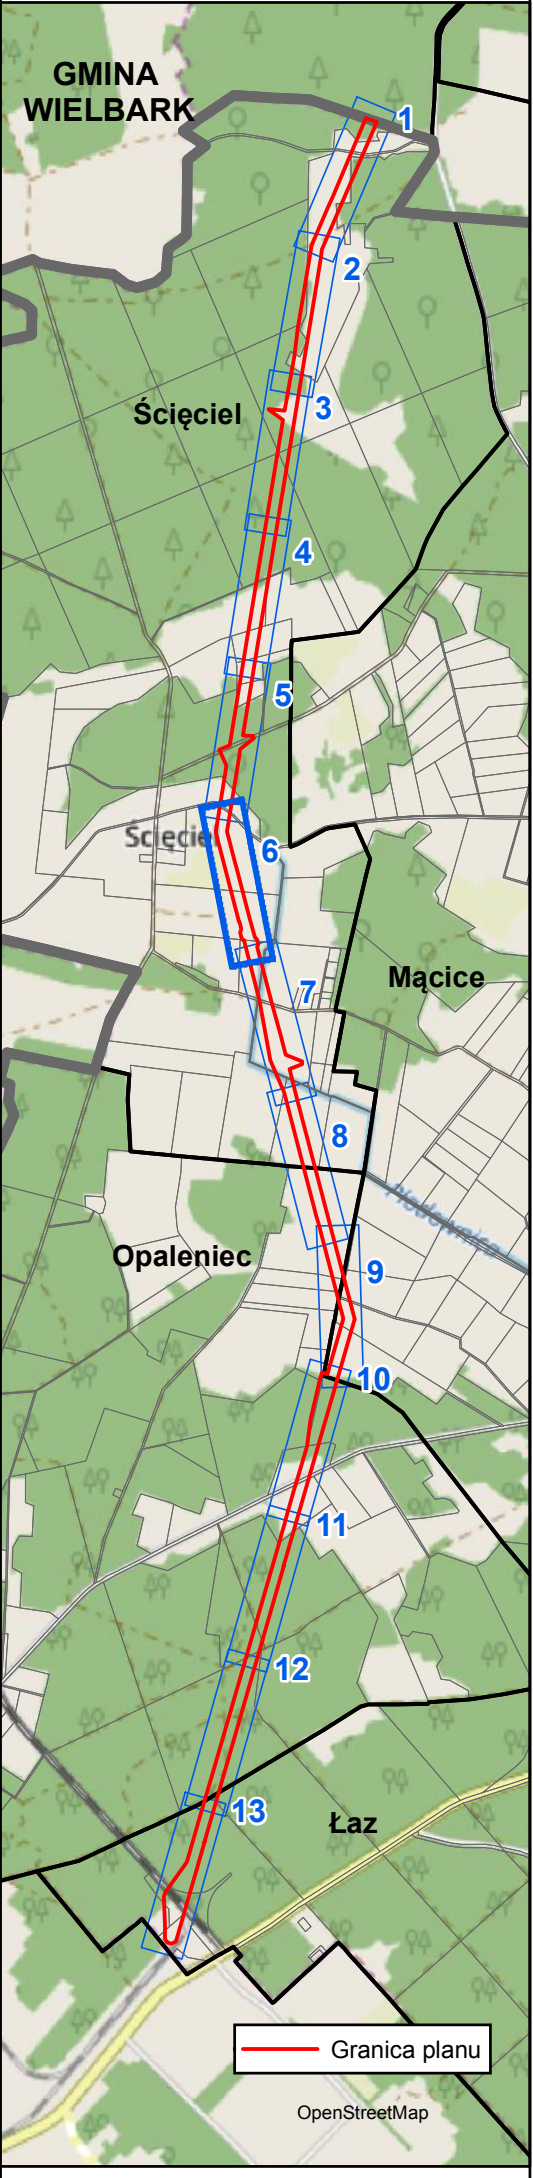 GMINA
WIELBARK
1
2
3
Ścięciel
4
5
Ścięciel
6
Mącice
7
8
Opaleniec
9
10
11
12
13
Łaz
Granica planu
OpenStreetMap